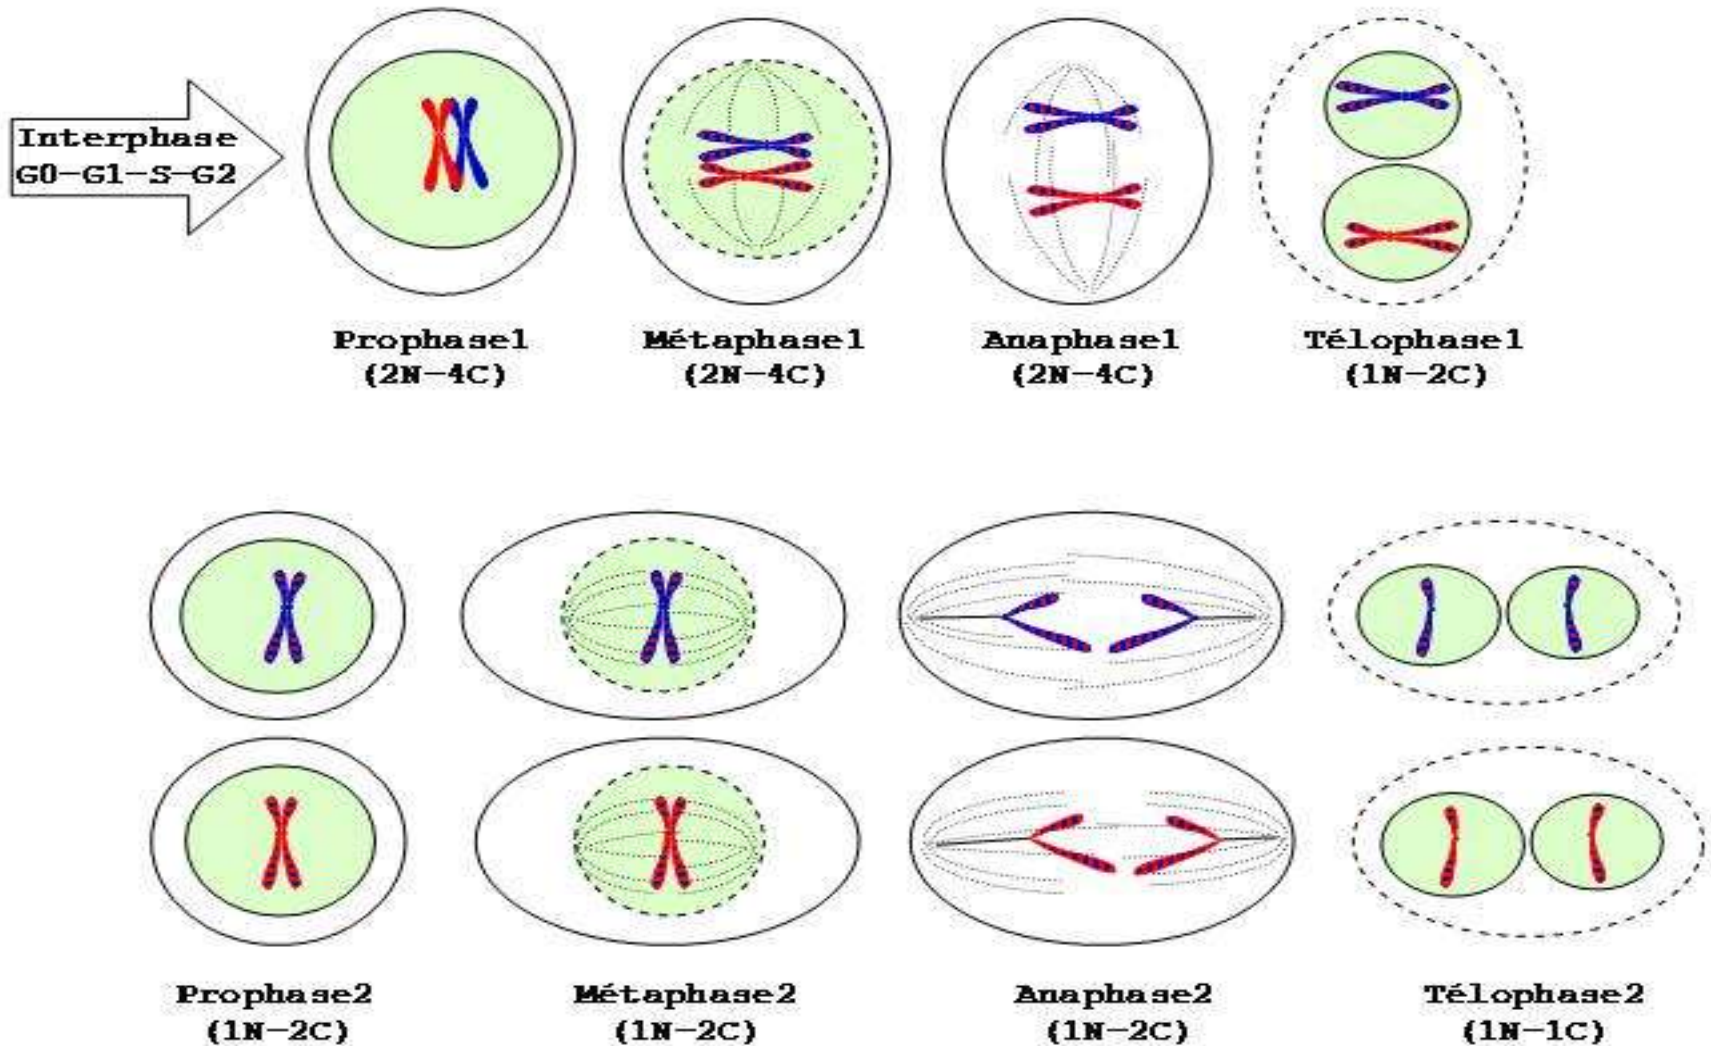 Interphase
G0-G1-S-G2
Prophase1
(2N-4C)
Métaphase1
(2N-4C)
Anaphase1
(2N-4C)
Télophase1
(1N-2C)
Prophase2
(1N-2C)
Métaphase2
(1N-2C)
Anaphase2
(1N-2C)
Télophase2
(1N-1C)